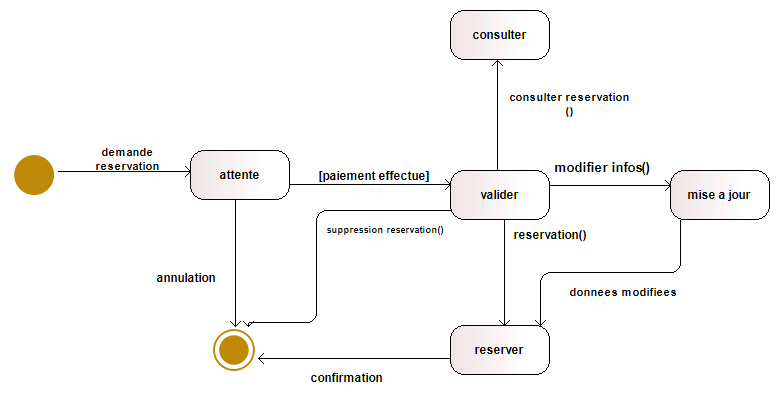 consulter
consulter reservation
()
demande
reservation
attente
[paiement effectue]
valider
modifier infos()
mise a jour
suppression reservation()
reservation()
annulation
donnees modifiees
reserver
confirmation